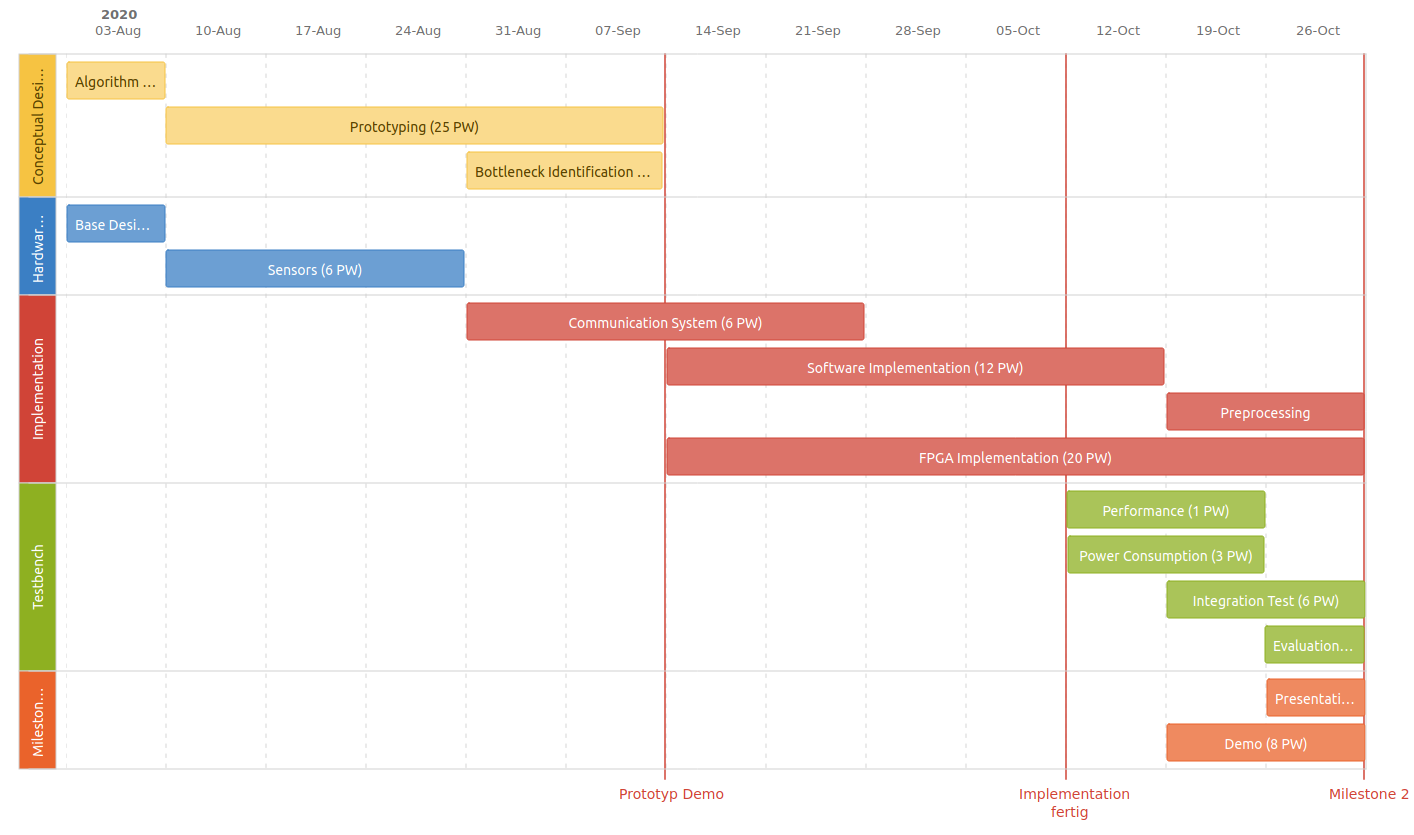 2020
03-Aug 10-Aug 17-Aug 24-Aug 31-Aug 07-Sep 14-Sep 21-Sep 28-Sep 05-Oct 12-Oct 19-Oct 26-Oct
Conceptual Desi...
Algorithm ...
Prototyping (25 PW)
Bottleneck Identification ...
Hardwar...
Base Desi...
Sensors (6 PW)
Implementation
Communication System (6 PW)
Software Implementation (12 PW)
Preprocessing
FPGA Implementation (20 PW)
Testbench
Performance (1 PW)
Power Consumption (3 PW)
Integration Test (6 PW)
Evaluation...
Mileston...
Presentati...
Demo (8 PW)
Prototyp Demo
Implementation
fertig
Milestone 2